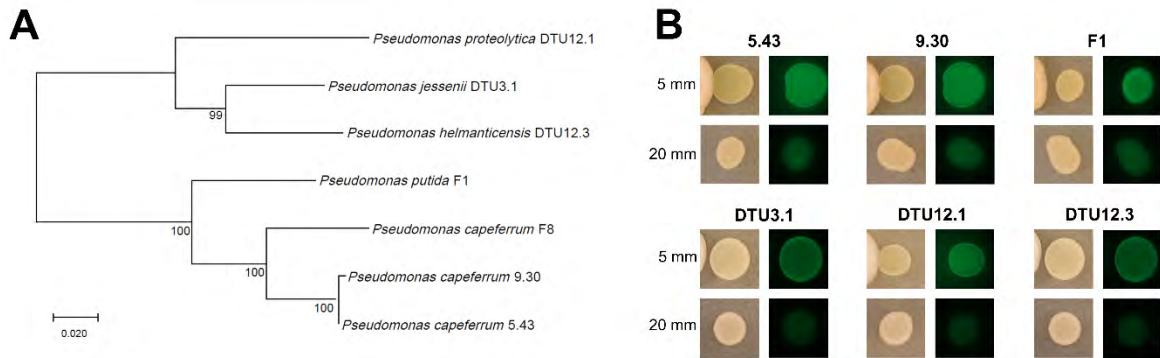 A
Pseudomonas proteolytica DTU12.1
Pseudomonas jessenii DTU3.1
99
Pseudomonas helmanticensis DTU12.3
Pseudomonas putida F1
100
Pseudomonas capeferrum F8
100
Pseudomonas capeferrum 9.30
100
Pseudomonas capeferrum 5.43
0.020
B
5.43 9.30 F1
5 mm
20 mm
DTU3.1 DTU12.1 DTU12.3
5 mm
20 mm